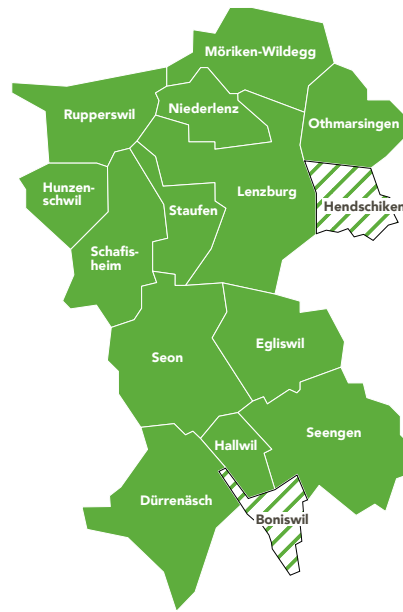 Möriken-Wildegg
Rupperswil
Niederlenz
Othmarsingen
Hunzen-
schwil
Staufen
Lenzburg
Hendschiken
Schafis-
heim
Seon
Egliswil
Hallwil
Seengen
Dürrenäsch
Boniswil